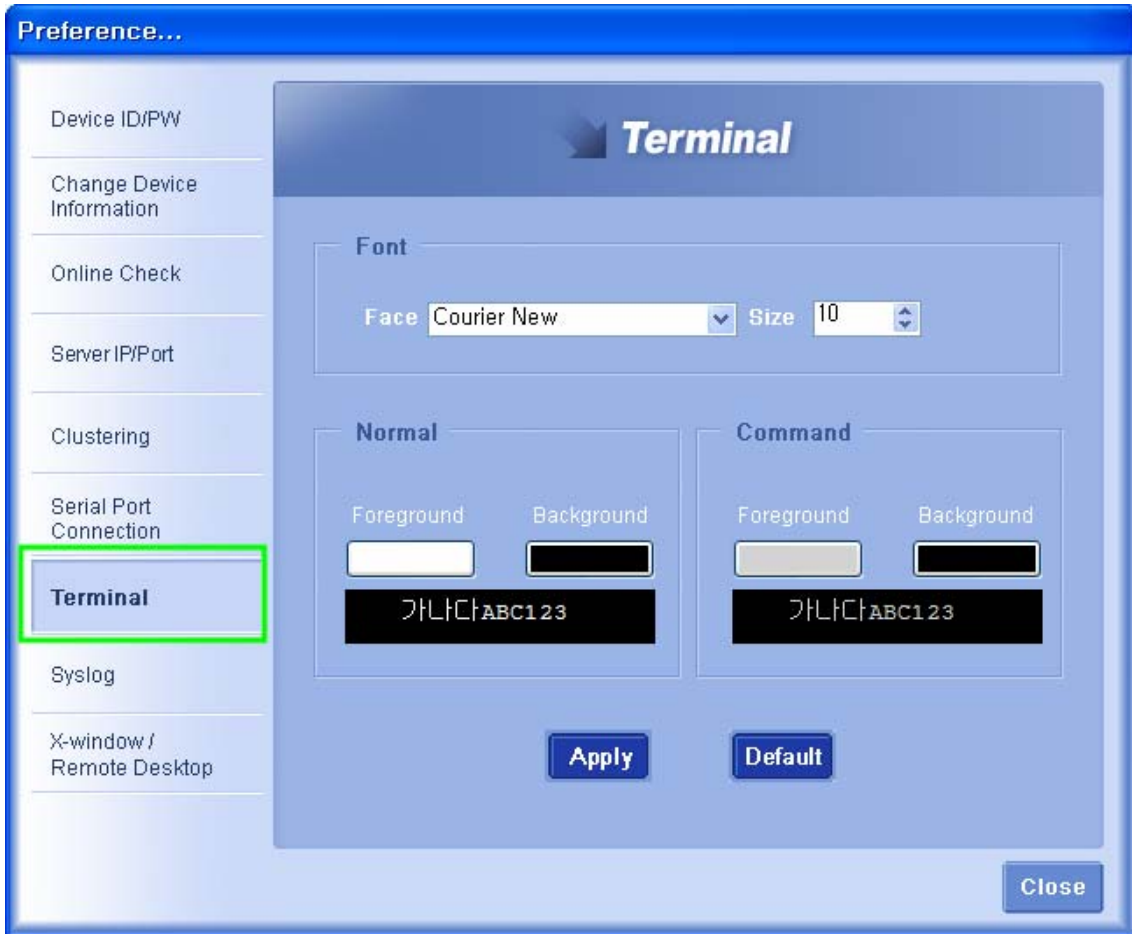 Preference...
Device ID/PW
Change Device
Information
Online Check
Server IP/Port
Clustering
Serial Port
Connection
Terminal
Syslog
X-window /
Remote Desktop
Terminal
Font
Face Courier New Size 10
Normal
Foreground Background
가나다ABC123
Command
Foreground Background
가나다ABC123
Apply Default
Close